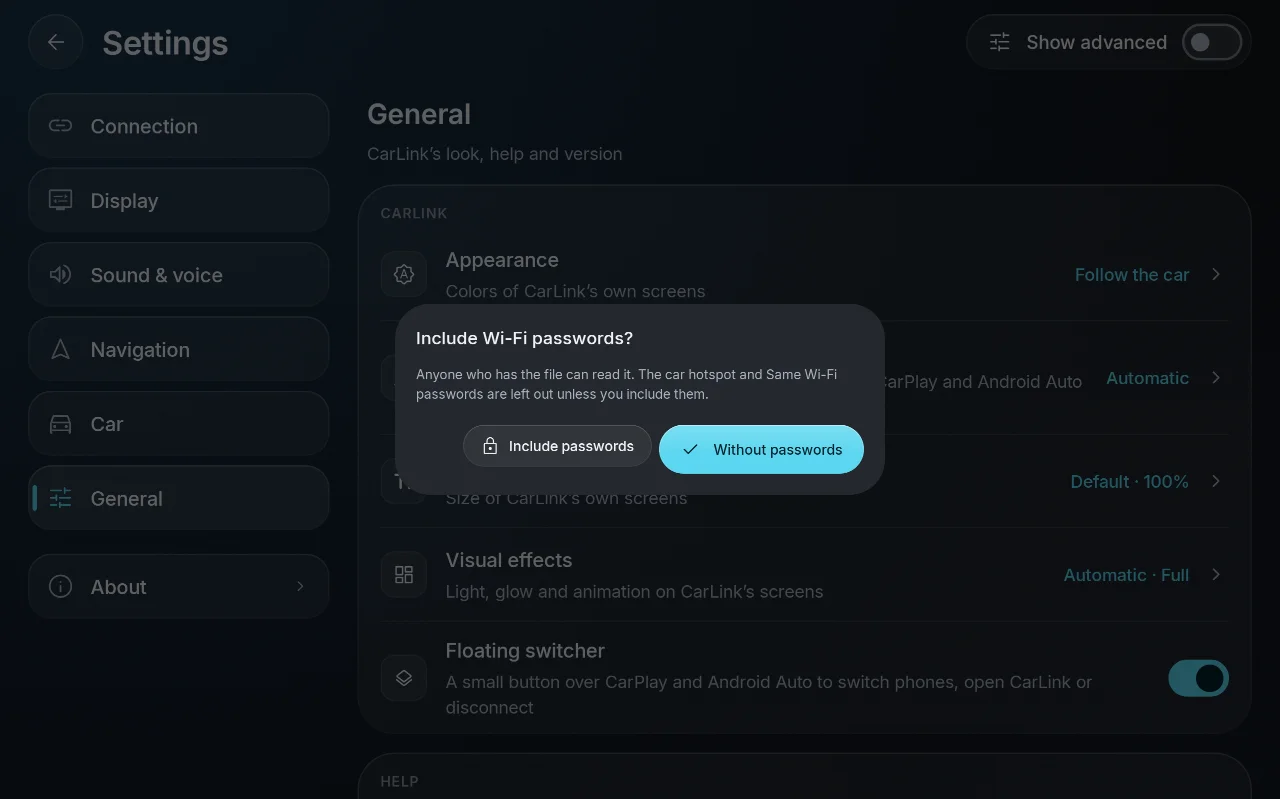 Settings
Show advanced
Connection
Display
Sound & voice
Navigation
Car
General
About
General
CarLink's look, help and version
CARLINK
Appearance
Colors of CarLink's own screens
Follow the car
CarPlay and Android Auto
Automatic
Include Wi-Fi passwords?
Anyone who has the file can read it. The car hotspot and Same Wi-Fi
passwords are left out unless you include them.
Include passwords
Without passwords
Size of CarLink's own screens
Default · 100%
Visual effects
Light, glow and animation on CarLink's screens
Automatic · Full
Floating switcher
A small button over CarPlay and Android Auto to switch phones, open CarLink or
disconnect
HELP